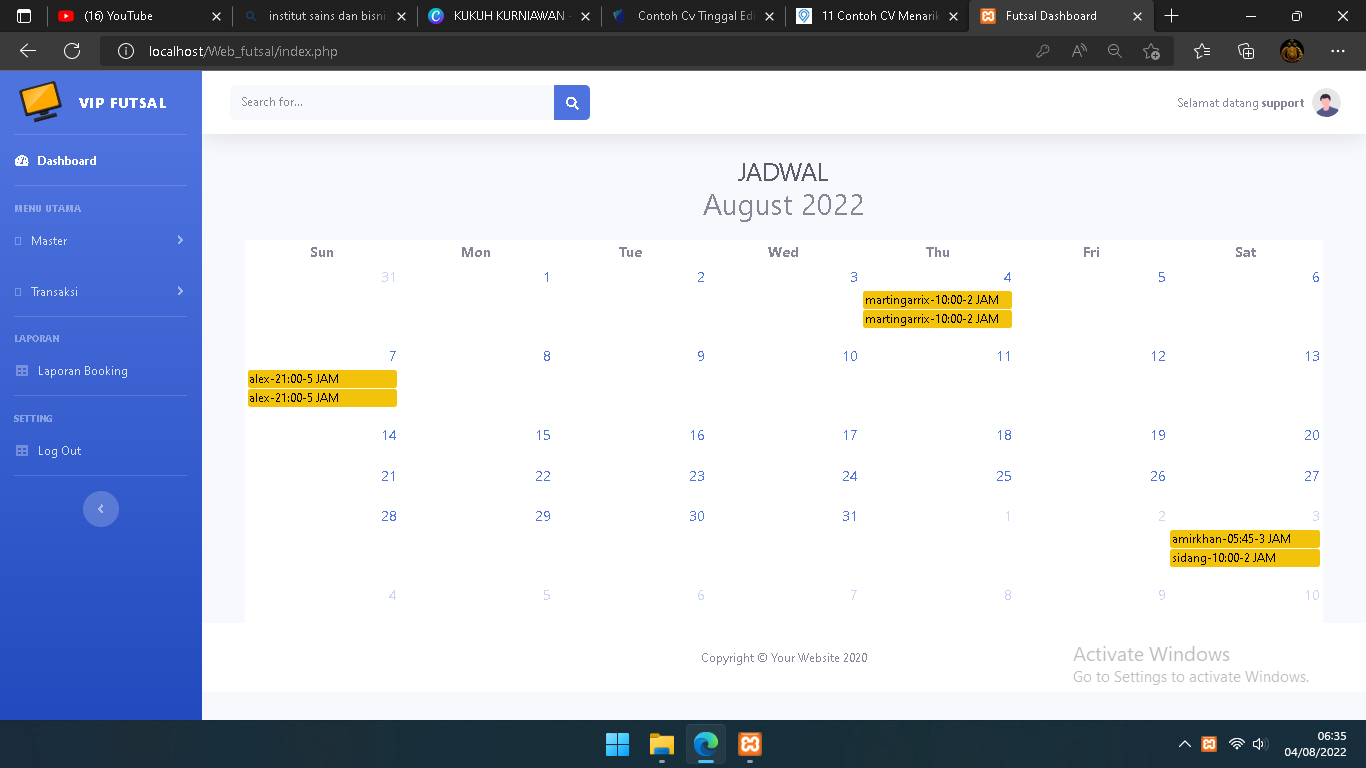 (16) YouTube
institut sains dan bisni
KUKUH KURNIAWAN -
Contoh Cv Tinggal Edi
11 Contoh CV Menarik
Futsal Dashboard
localhost/Web_futsal/index.php
VIP FUTSAL
Search for...
Selamat datang support
Dashboard
MENU UTAMA
Master
Transaksi
LAPORAN
Laporan Booking
SETTING
Log Out
JADWAL
August 2022
Sun Mon Tue Wed Thu Fri Sat
31 1 2 3 4 5 6
martingarrix-10:00-2 JAM
martingarrix-10:00-2 JAM
7 8 9 10 11 12 13
alex-21:00-5 JAM
alex-21:00-5 JAM
14 15 16 17 18 19 20
21 22 23 24 25 26 27
28 29 30 31 1 2 3
amirkhan-05:45-3 JAM
sidang-10:00-2 JAM
4 5 6 7 8 9 10
Copyright © Your Website 2020
Activate Windows
Go to Settings to activate Windows.
06:35
04/08/2022